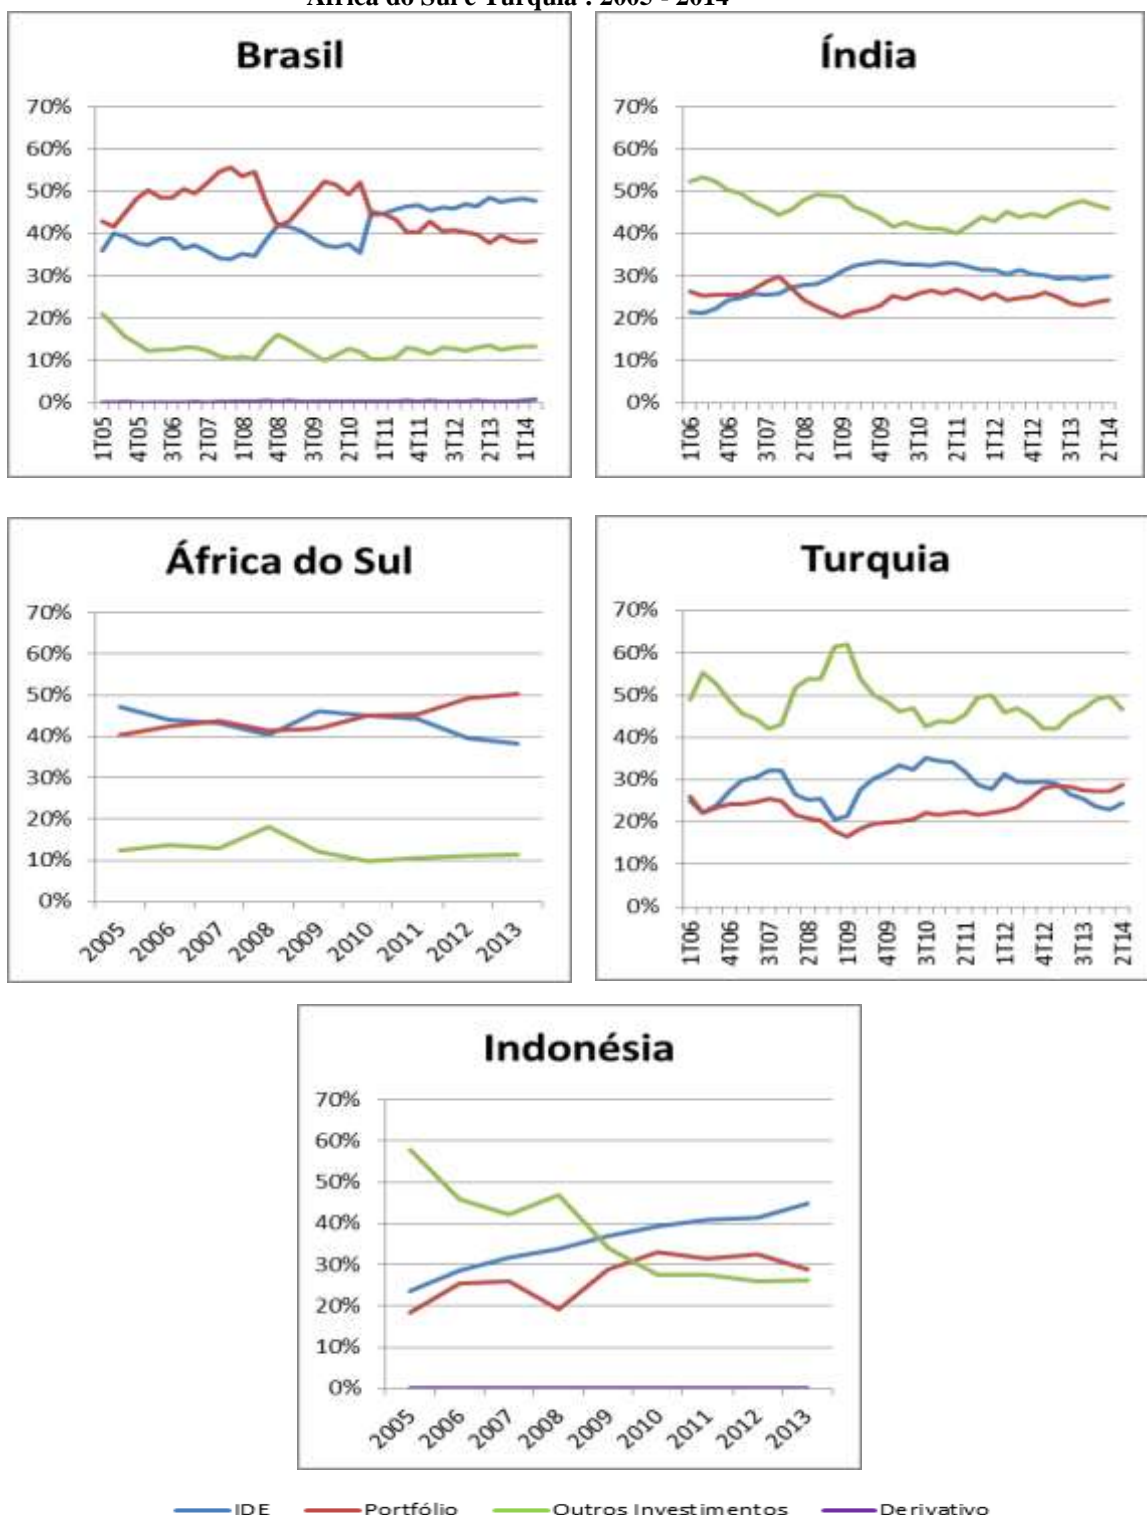 África do Sul e Turquia : 2005 - 2014
Brasil
70%
60%
50%
40%
30%
20%
10%
0%
1T05
4T05
3T06
2T07
1T08
4T08
3T09
2T10
1T11
4T11
3T12
2T13
1T14
Índia
70%
60%
50%
40%
30%
20%
10%
0%
1T06
4T06
3T07
2T08
1T09
4T09
3T10
2T11
1T12
4T12
3T13
2T14
África do Sul
70%
60%
50%
40%
30%
20%
10%
0%
2005
2006
2007
2008
2009
2010
2011
2012
2013
Turquia
70%
60%
50%
40%
30%
20%
10%
0%
1T06
4T06
3T07
2T08
1T09
4T09
3T10
2T11
1T12
4T12
3T13
2T14
Indonésia
70%
60%
50%
40%
30%
20%
10%
0%
2005
2006
2007
2008
2009
2010
2011
2012
2013
IDE Portfólio Outros Investimentos Derivativo